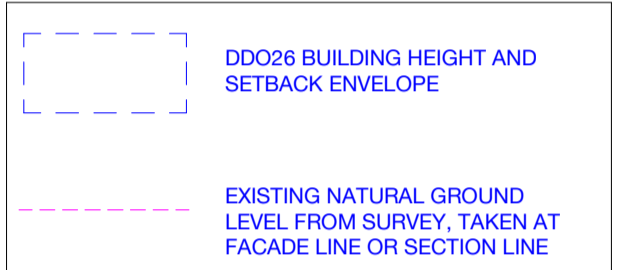 DDO26 BUILDING HEIGHT AND
SETBACK ENVELOPE
EXISTING NATURAL GROUND
LEVEL FROM SURVEY, TAKEN AT
FACADE LINE OR SECTION LINE